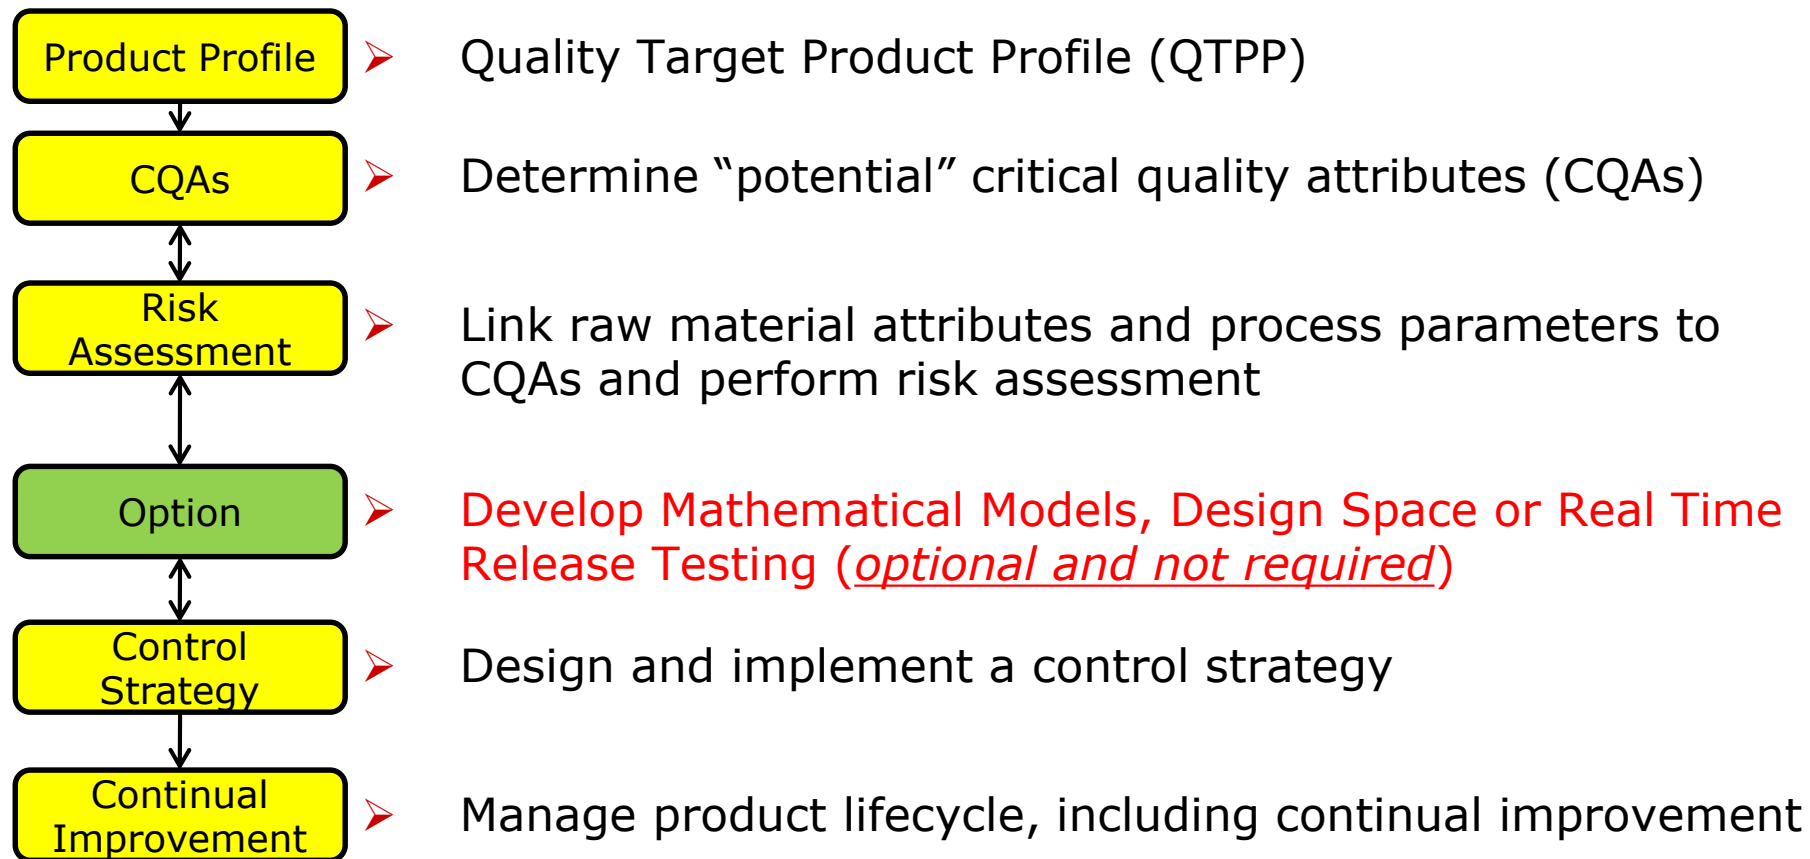 Product Profile
Quality Target Product Profile (QTPP)
CQAs
Determine “potential” critical quality attributes (CQAs)
Risk
Assessment
Link raw material attributes and process parameters to
CQAs and perform risk assessment
Option
Develop Mathematical Models, Design Space or Real Time
Release Testing (optional and not required)
Control
Strategy
Design and implement a control strategy
Continual
Improvement
Manage product lifecycle, including continual improvement